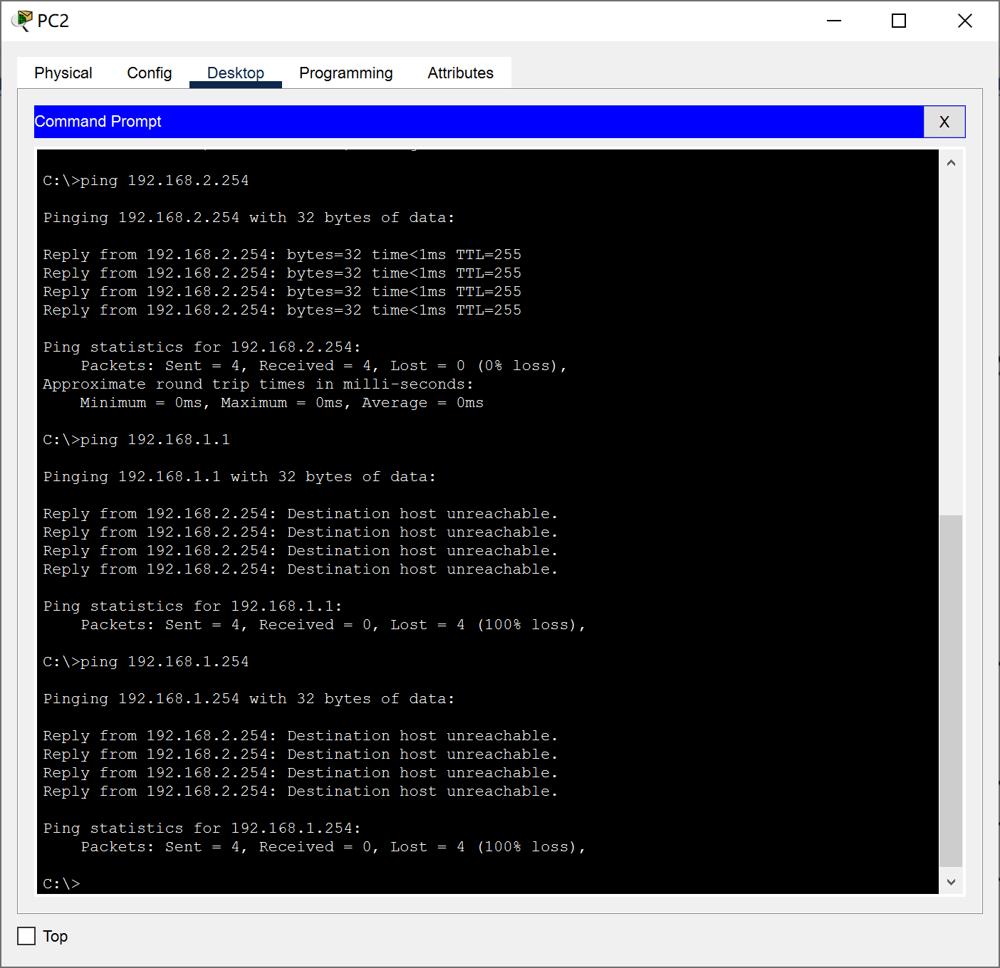 PC2
Physical Config Desktop Programming Attributes
Command Prompt X
C:\>ping 192.168.2.254
Pinging 192.168.2.254 with 32 bytes of data:
Reply from 192.168.2.254: bytes=32 time<1ms TTL=255
Reply from 192.168.2.254: bytes=32 time<1ms TTL=255
Reply from 192.168.2.254: bytes=32 time<1ms TTL=255
Reply from 192.168.2.254: bytes=32 time<1ms TTL=255
Ping statistics for 192.168.2.254:
    Packets: Sent = 4, Received = 4, Lost = 0 (0% loss),
Approximate round trip times in milli-seconds:
    Minimum = 0ms, Maximum = 0ms, Average = 0ms
C:\>ping 192.168.1.1
Pinging 192.168.1.1 with 32 bytes of data:
Reply from 192.168.2.254: Destination host unreachable.
Reply from 192.168.2.254: Destination host unreachable.
Reply from 192.168.2.254: Destination host unreachable.
Reply from 192.168.2.254: Destination host unreachable.
Ping statistics for 192.168.1.1:
    Packets: Sent = 4, Received = 0, Lost = 4 (100% loss),
C:\>ping 192.168.1.254
Pinging 192.168.1.254 with 32 bytes of data:
Reply from 192.168.2.254: Destination host unreachable.
Reply from 192.168.2.254: Destination host unreachable.
Reply from 192.168.2.254: Destination host unreachable.
Reply from 192.168.2.254: Destination host unreachable.
Ping statistics for 192.168.1.254:
    Packets: Sent = 4, Received = 0, Lost = 4 (100% loss),
C:\>
Top